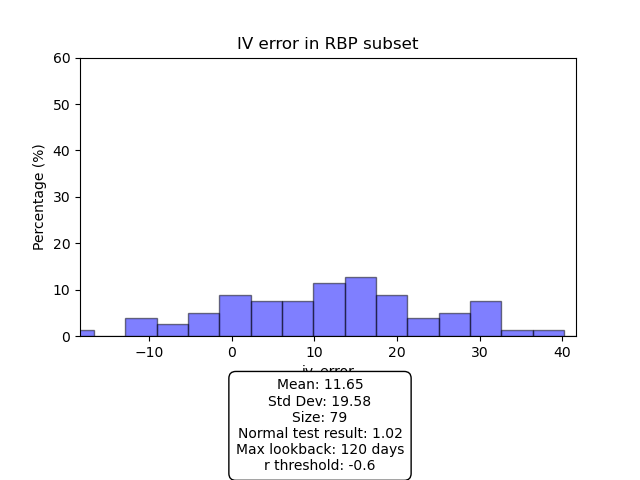 IV error in RBP subset
60
50
40
30
20
10
0
Percentage (%)
−10 0 10 20 30 40
iv_error
Mean: 11.65
Std Dev: 19.58
Size: 79
Normal test result: 1.02
Max lookback: 120 days
r threshold: -0.6